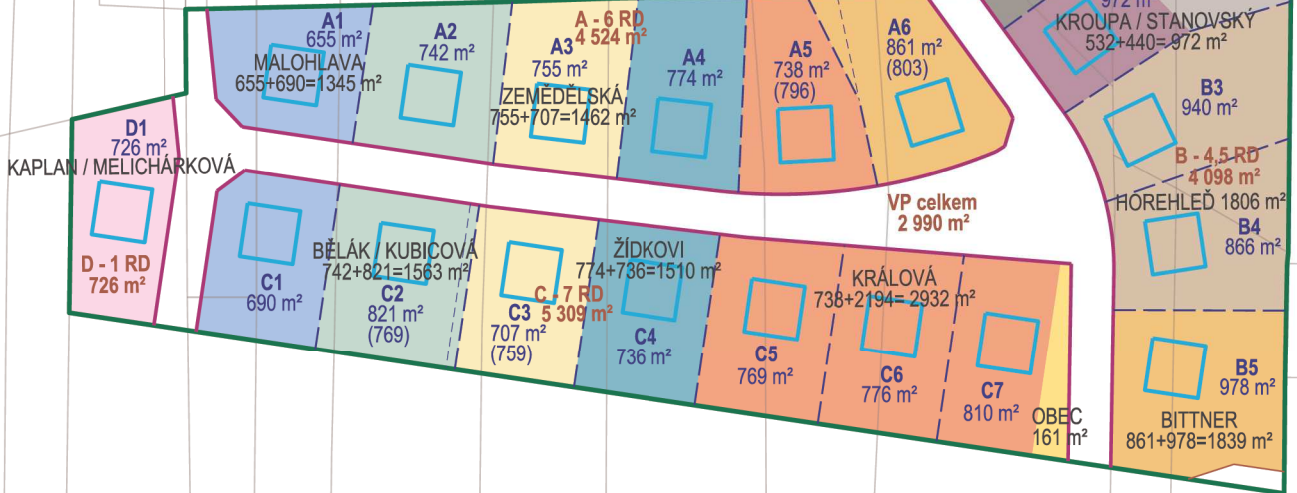 A1
655 m²
MALOHLAVA
655+690=1345 m²
A2
742 m²
A - 6 RD
4 524 m²
A3
755 m²
ZEMĚDĚLSKÁ
755+707=1462 m²
A4
774 m²
A5
738 m²
(796)
A6
861 m²
(803)
972 m²
KROUPA / STANOVSKÝ
532+440= 972 m²
B3
940 m²
B - 4,5 RD
4 098 m²
HOREHLEĎ 1806 m²
B4
866 m²
B5
978 m²
BITTNER
861+978=1839 m²
D1
726 m²
KAPLAN / MELICHÁRKOVÁ
D - 1 RD
726 m²
VP celkem
2 990 m²
C1
690 m²
BĚLÁK / KUBICOVÁ
742+821=1563 m²
C2
821 m²
(769)
C - 7 RD
5 309 m²
C3
707 m²
(759)
ŽÍDKOVI
774+736=1510 m²
C4
736 m²
KRÁLOVÁ
738+2194= 2932 m²
C5
769 m²
C6
776 m²
C7
810 m²
OBEC
161 m²